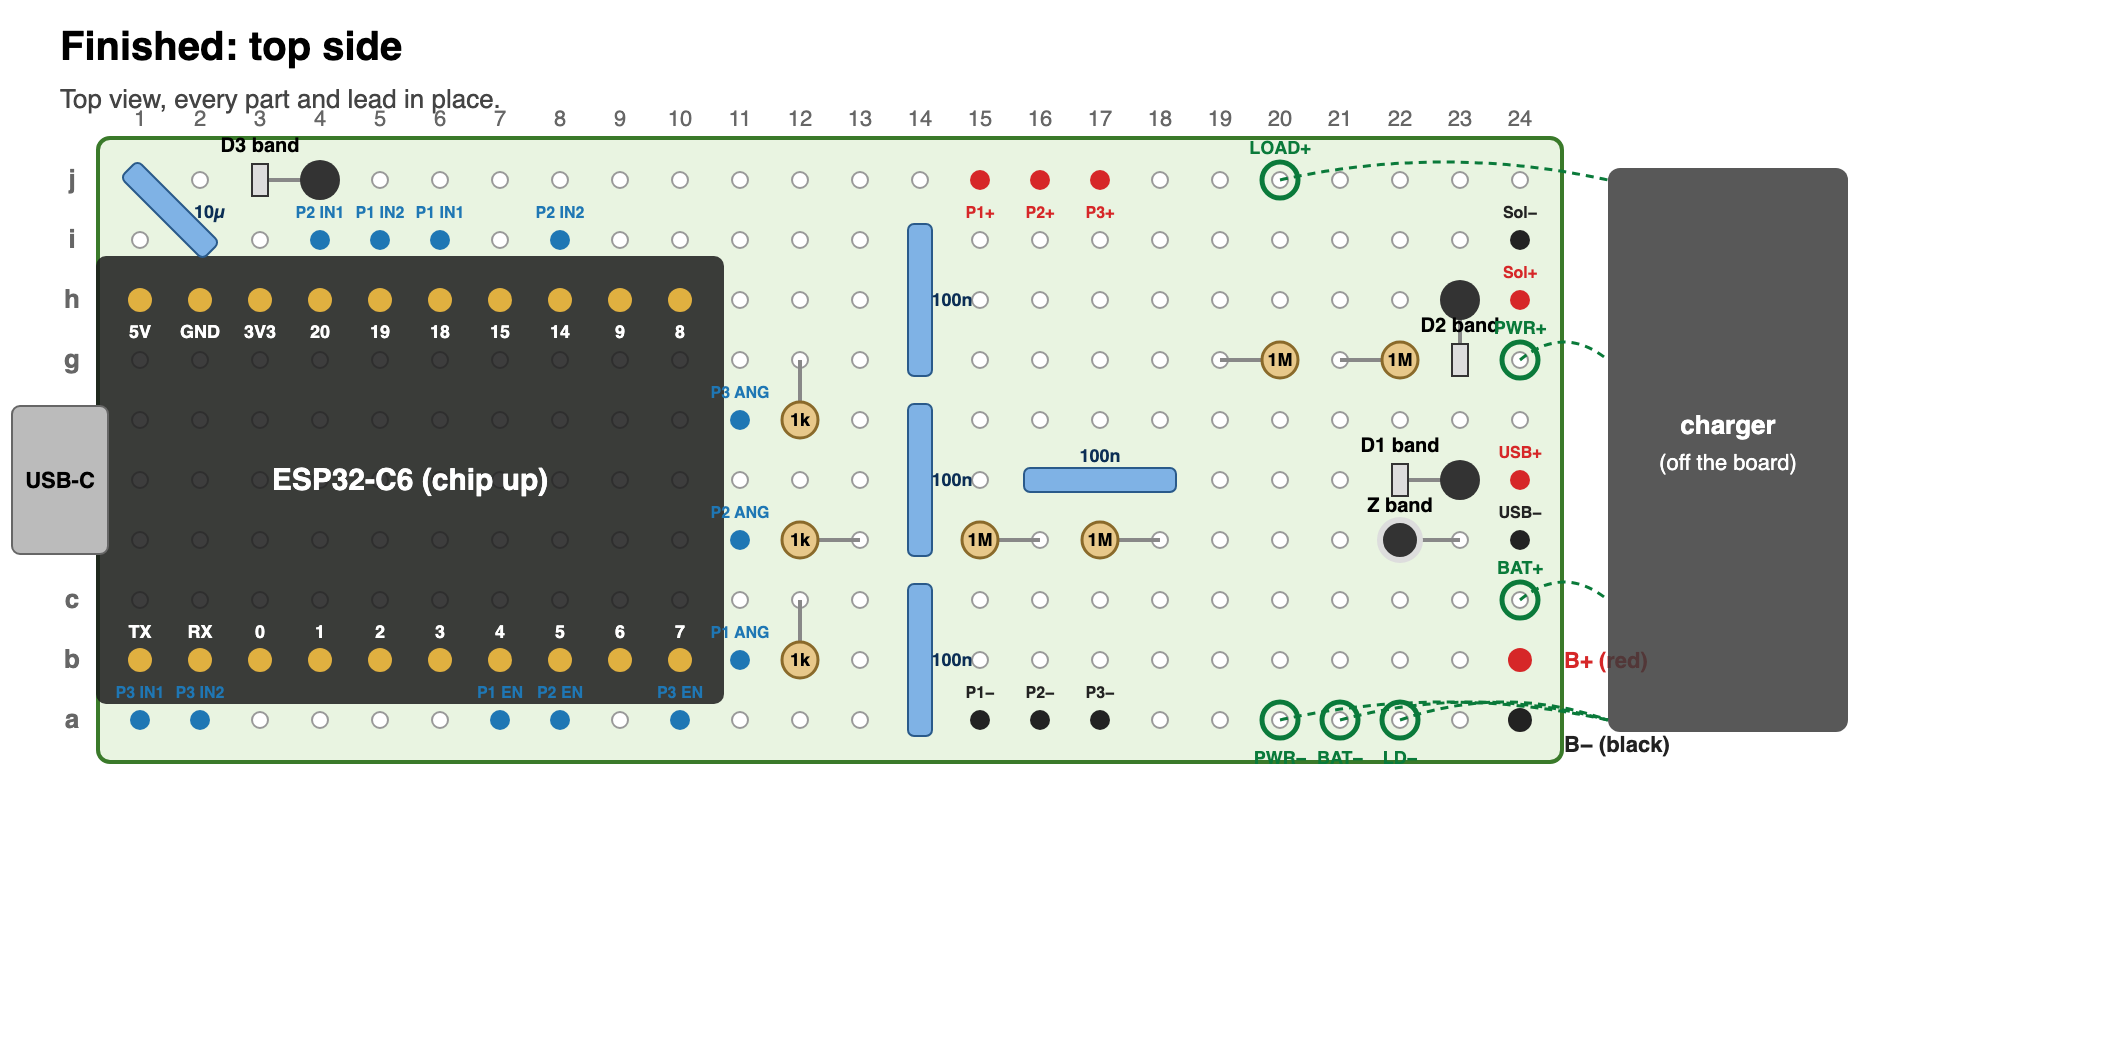 Finished: top side
Top view, every part and lead in place.
1 2 3 4 5 6 7 8 9 10 11 12 13 14 15 16 17 18 19 20 21 22 23 24
D3 band
LOAD+
j
10µ
P2 IN1 P1 IN2 P1 IN1 P2 IN2 P1+ P2+ P3+ Sol–
i
Sol+
h
100n
5V GND 3V3 20 19 18 15 14 9 8
D2 band PWR+
g
1M 1M
P3 ANG
1k
charger
(off the board)
D1 band
USB+
100n
USB-C
ESP32-C6 (chip up)
100n
Z band
P2 ANG
USB–
1k 1M 1M
BAT+
c
TX RX 0 1 2 3 4 5 6 7
P1 ANG
b
1k
100n
B+ (red)
P3 IN1 P3 IN2 P1 EN P2 EN P3 EN P1– P2– P3–
a
B– (black)
PWR– BAT– LD–